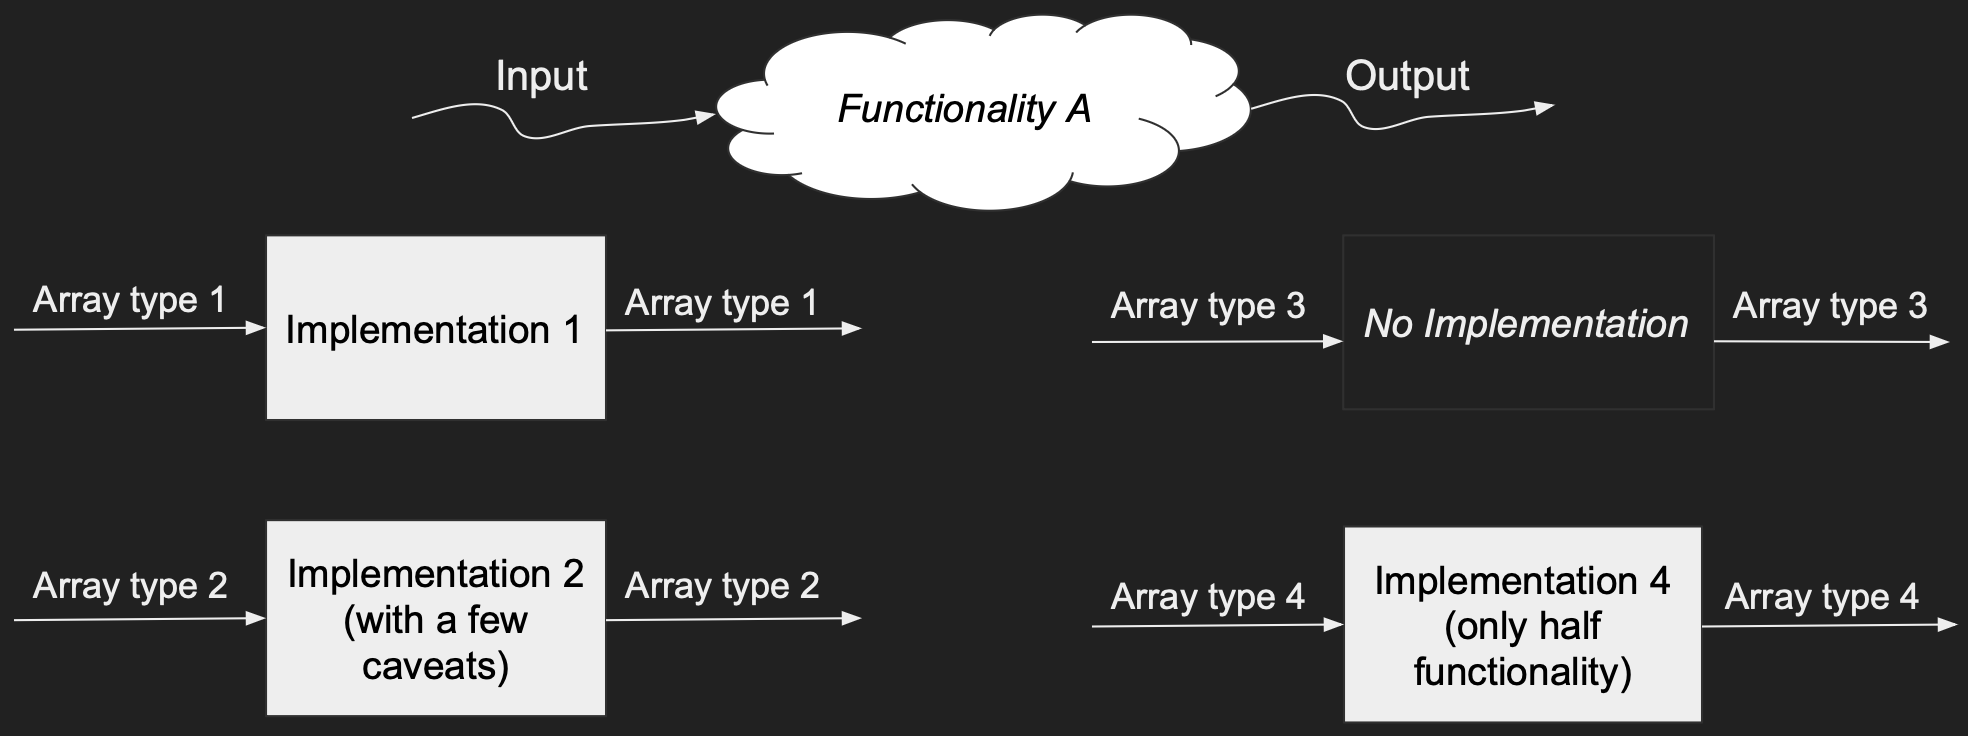 Input
Functionality A
Output
Array type 1
Implementation 1
Array type 1
Array type 3
No Implementation
Array type 3
Array type 2
Implementation 2
(with a few
caveats)
Array type 2
Array type 4
Implementation 4
(only half
functionality)
Array type 4